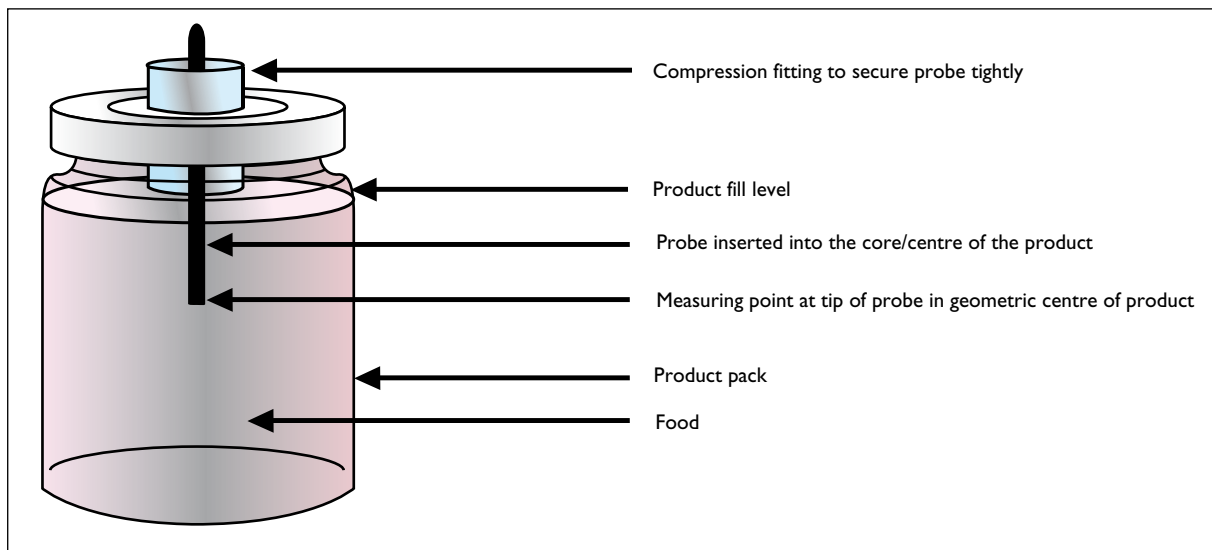 Compression fitting to secure probe tightly
Product fill level
Probe inserted into the core/centre of the product
Measuring point at tip of probe in geometric centre of product
Product pack
Food